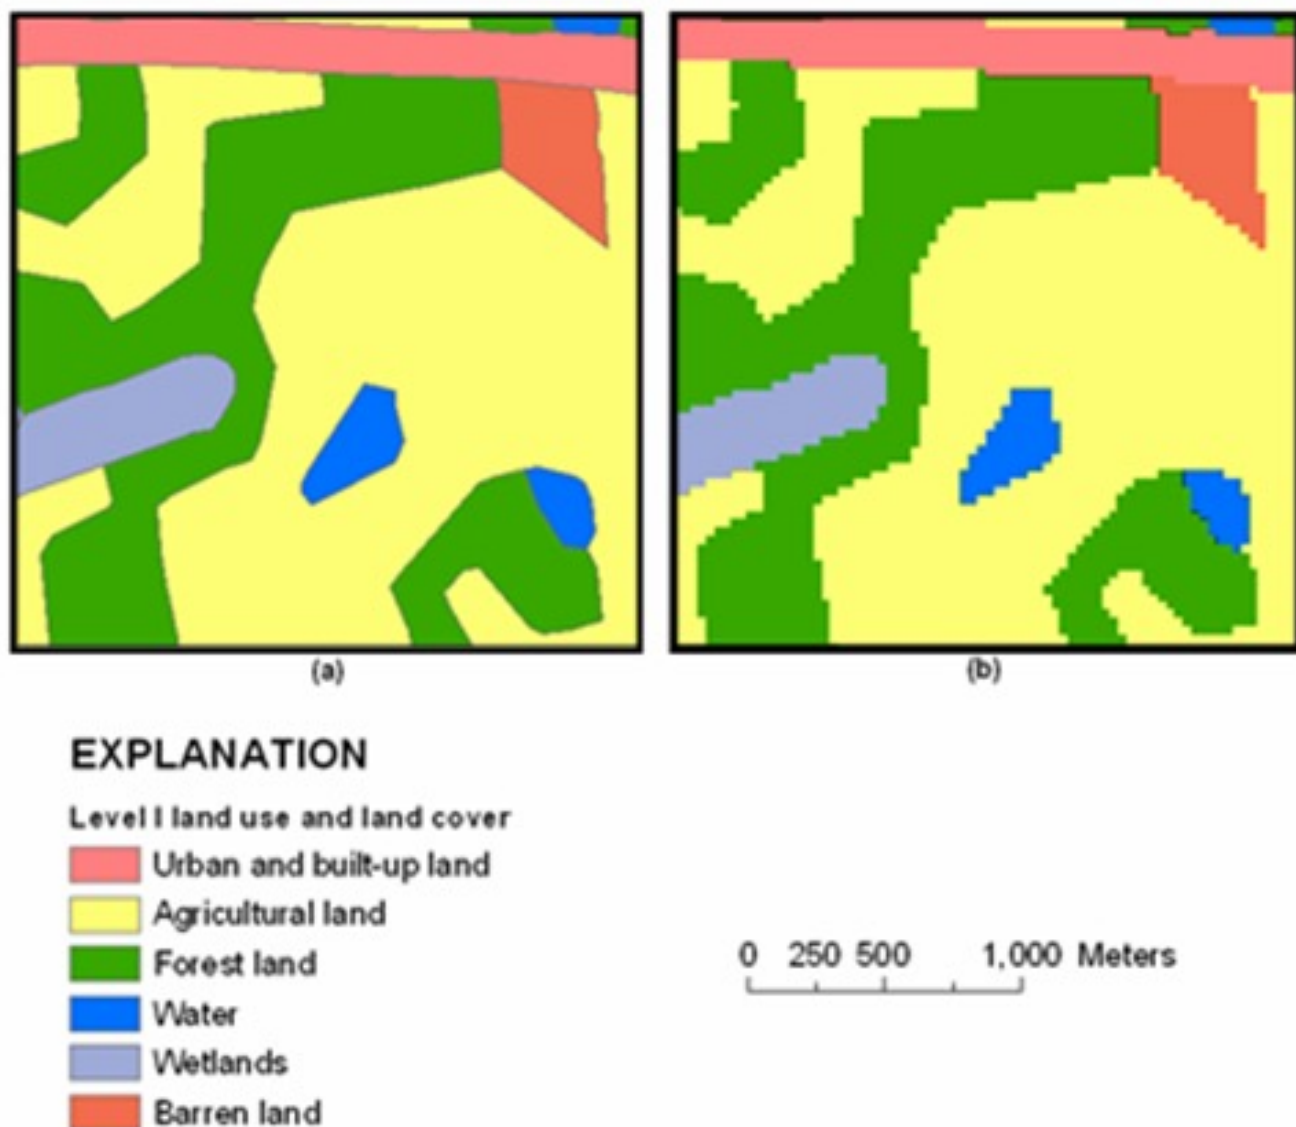 (a) (b)
EXPLANATION
Level I land use and land cover
Urban and built-up land
Agricultural land
Forest land
Water
Wetlands
Barren land
0 250 500 1,000 Meters